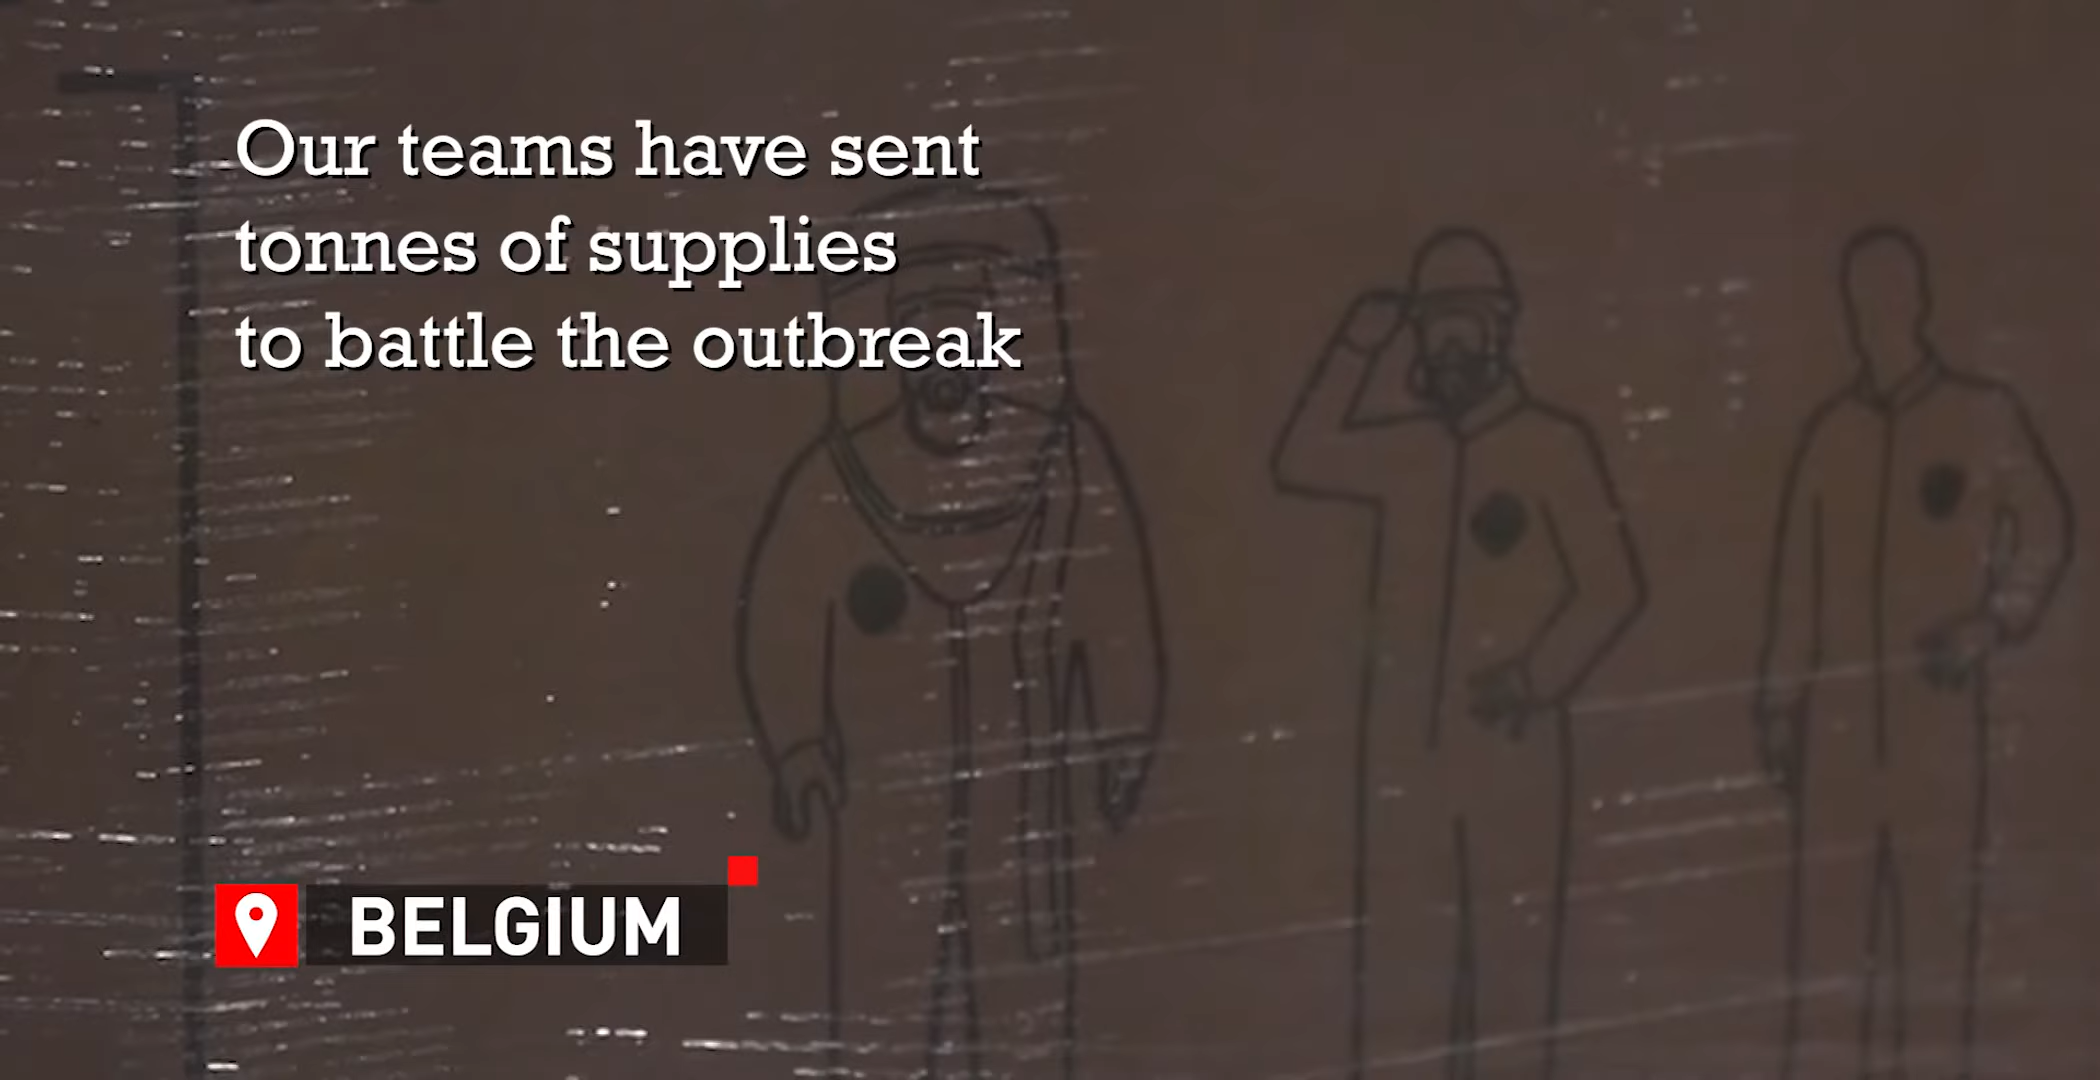 Our teams have sent
tonnes of supplies
to battle the outbreak
BELGIUM